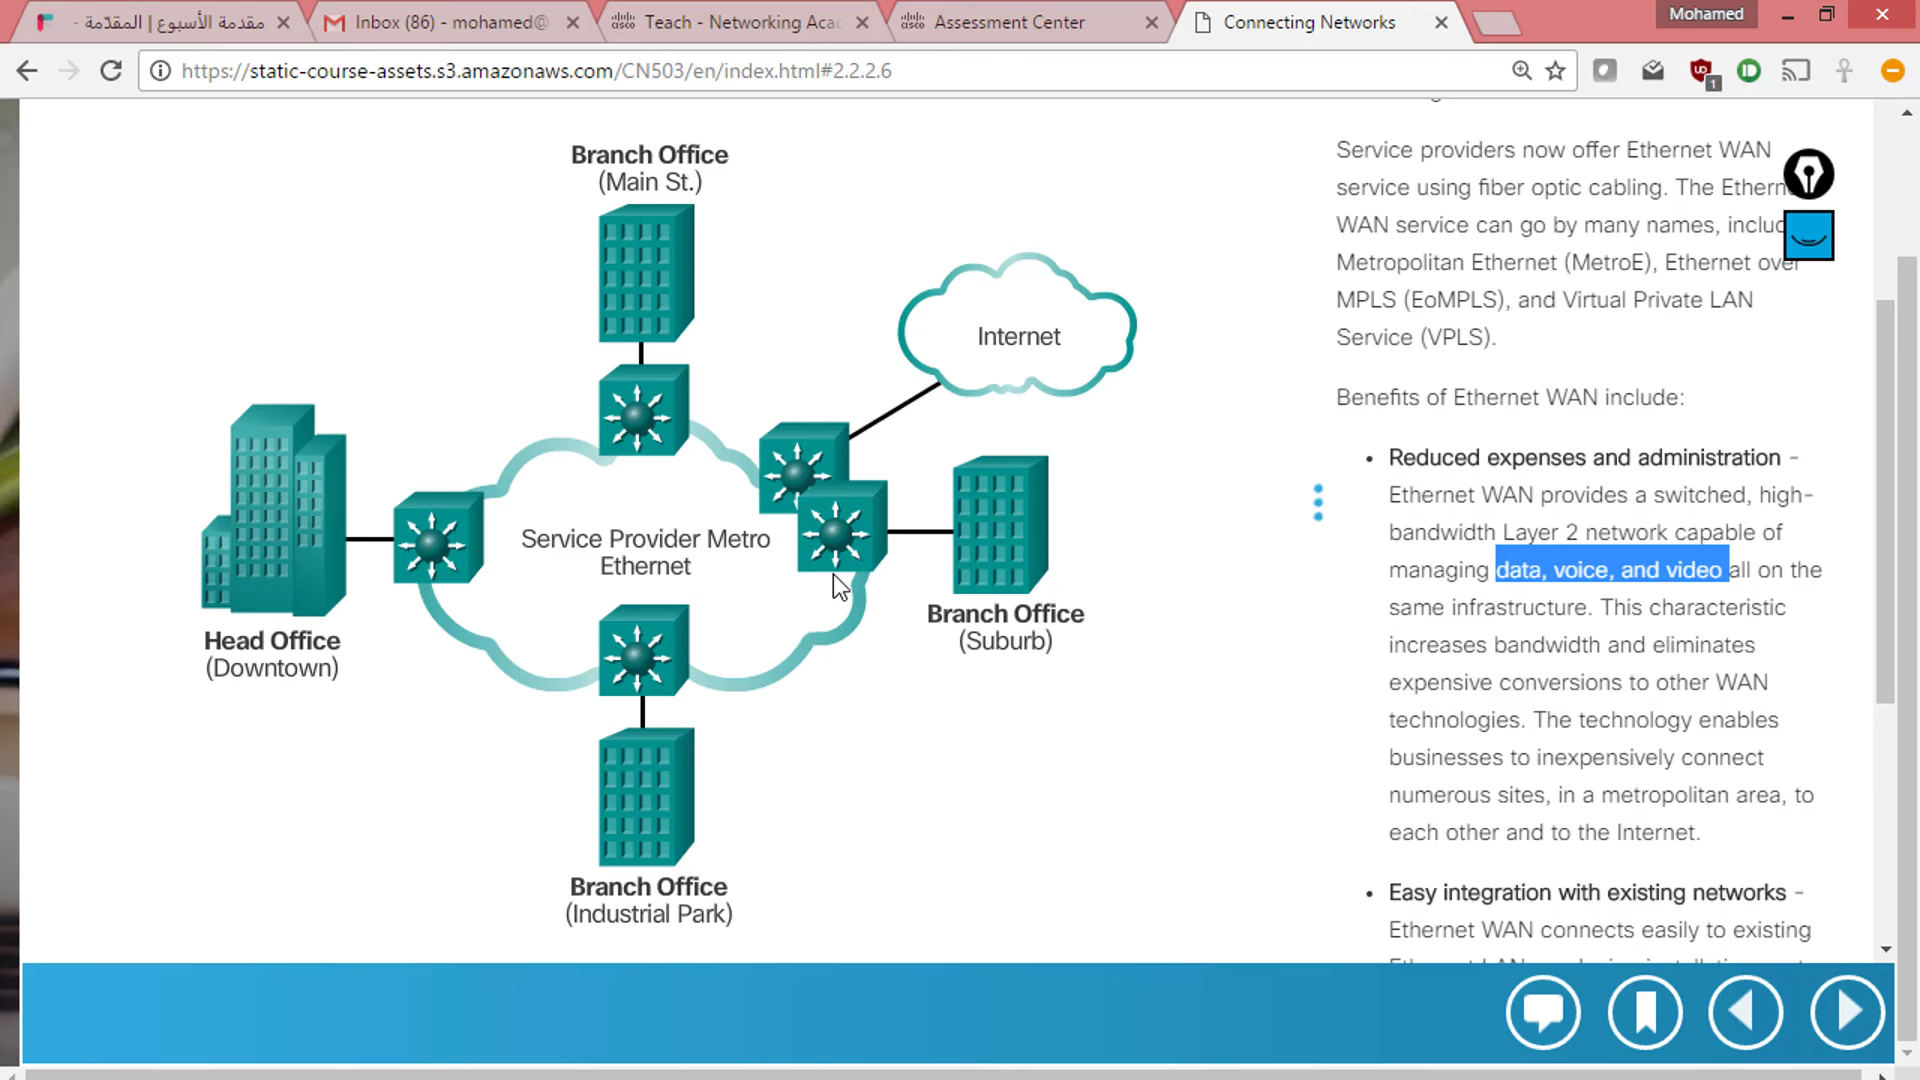 مقدمة الأسبوع | المقدّمة -
Inbox (86) - mohamed@
Teach - Networking Aca
Assessment Center
Connecting Networks
Mohamed
https://static-course-assets.s3.amazonaws.com/CN503/en/index.html#2.2.2.6
1
Branch Office
(Main St.)
Internet
Service Provider Metro
Ethernet
Head Office
(Downtown)
Branch Office
(Suburb)
Branch Office
(Industrial Park)
Service providers now offer Ethernet WAN
service using fiber optic cabling. The Ethern
WAN service can go by many names, includ
Metropolitan Ethernet (MetroE), Ethernet over
MPLS (EoMPLS), and Virtual Private LAN
Service (VPLS).
Benefits of Ethernet WAN include:
• Reduced expenses and administration -
Ethernet WAN provides a switched, high-
bandwidth Layer 2 network capable of
managing data, voice, and video all on the
same infrastructure. This characteristic
increases bandwidth and eliminates
expensive conversions to other WAN
technologies. The technology enables
businesses to inexpensively connect
numerous sites, in a metropolitan area, to
each other and to the Internet.
• Easy integration with existing networks -
Ethernet WAN connects easily to existing